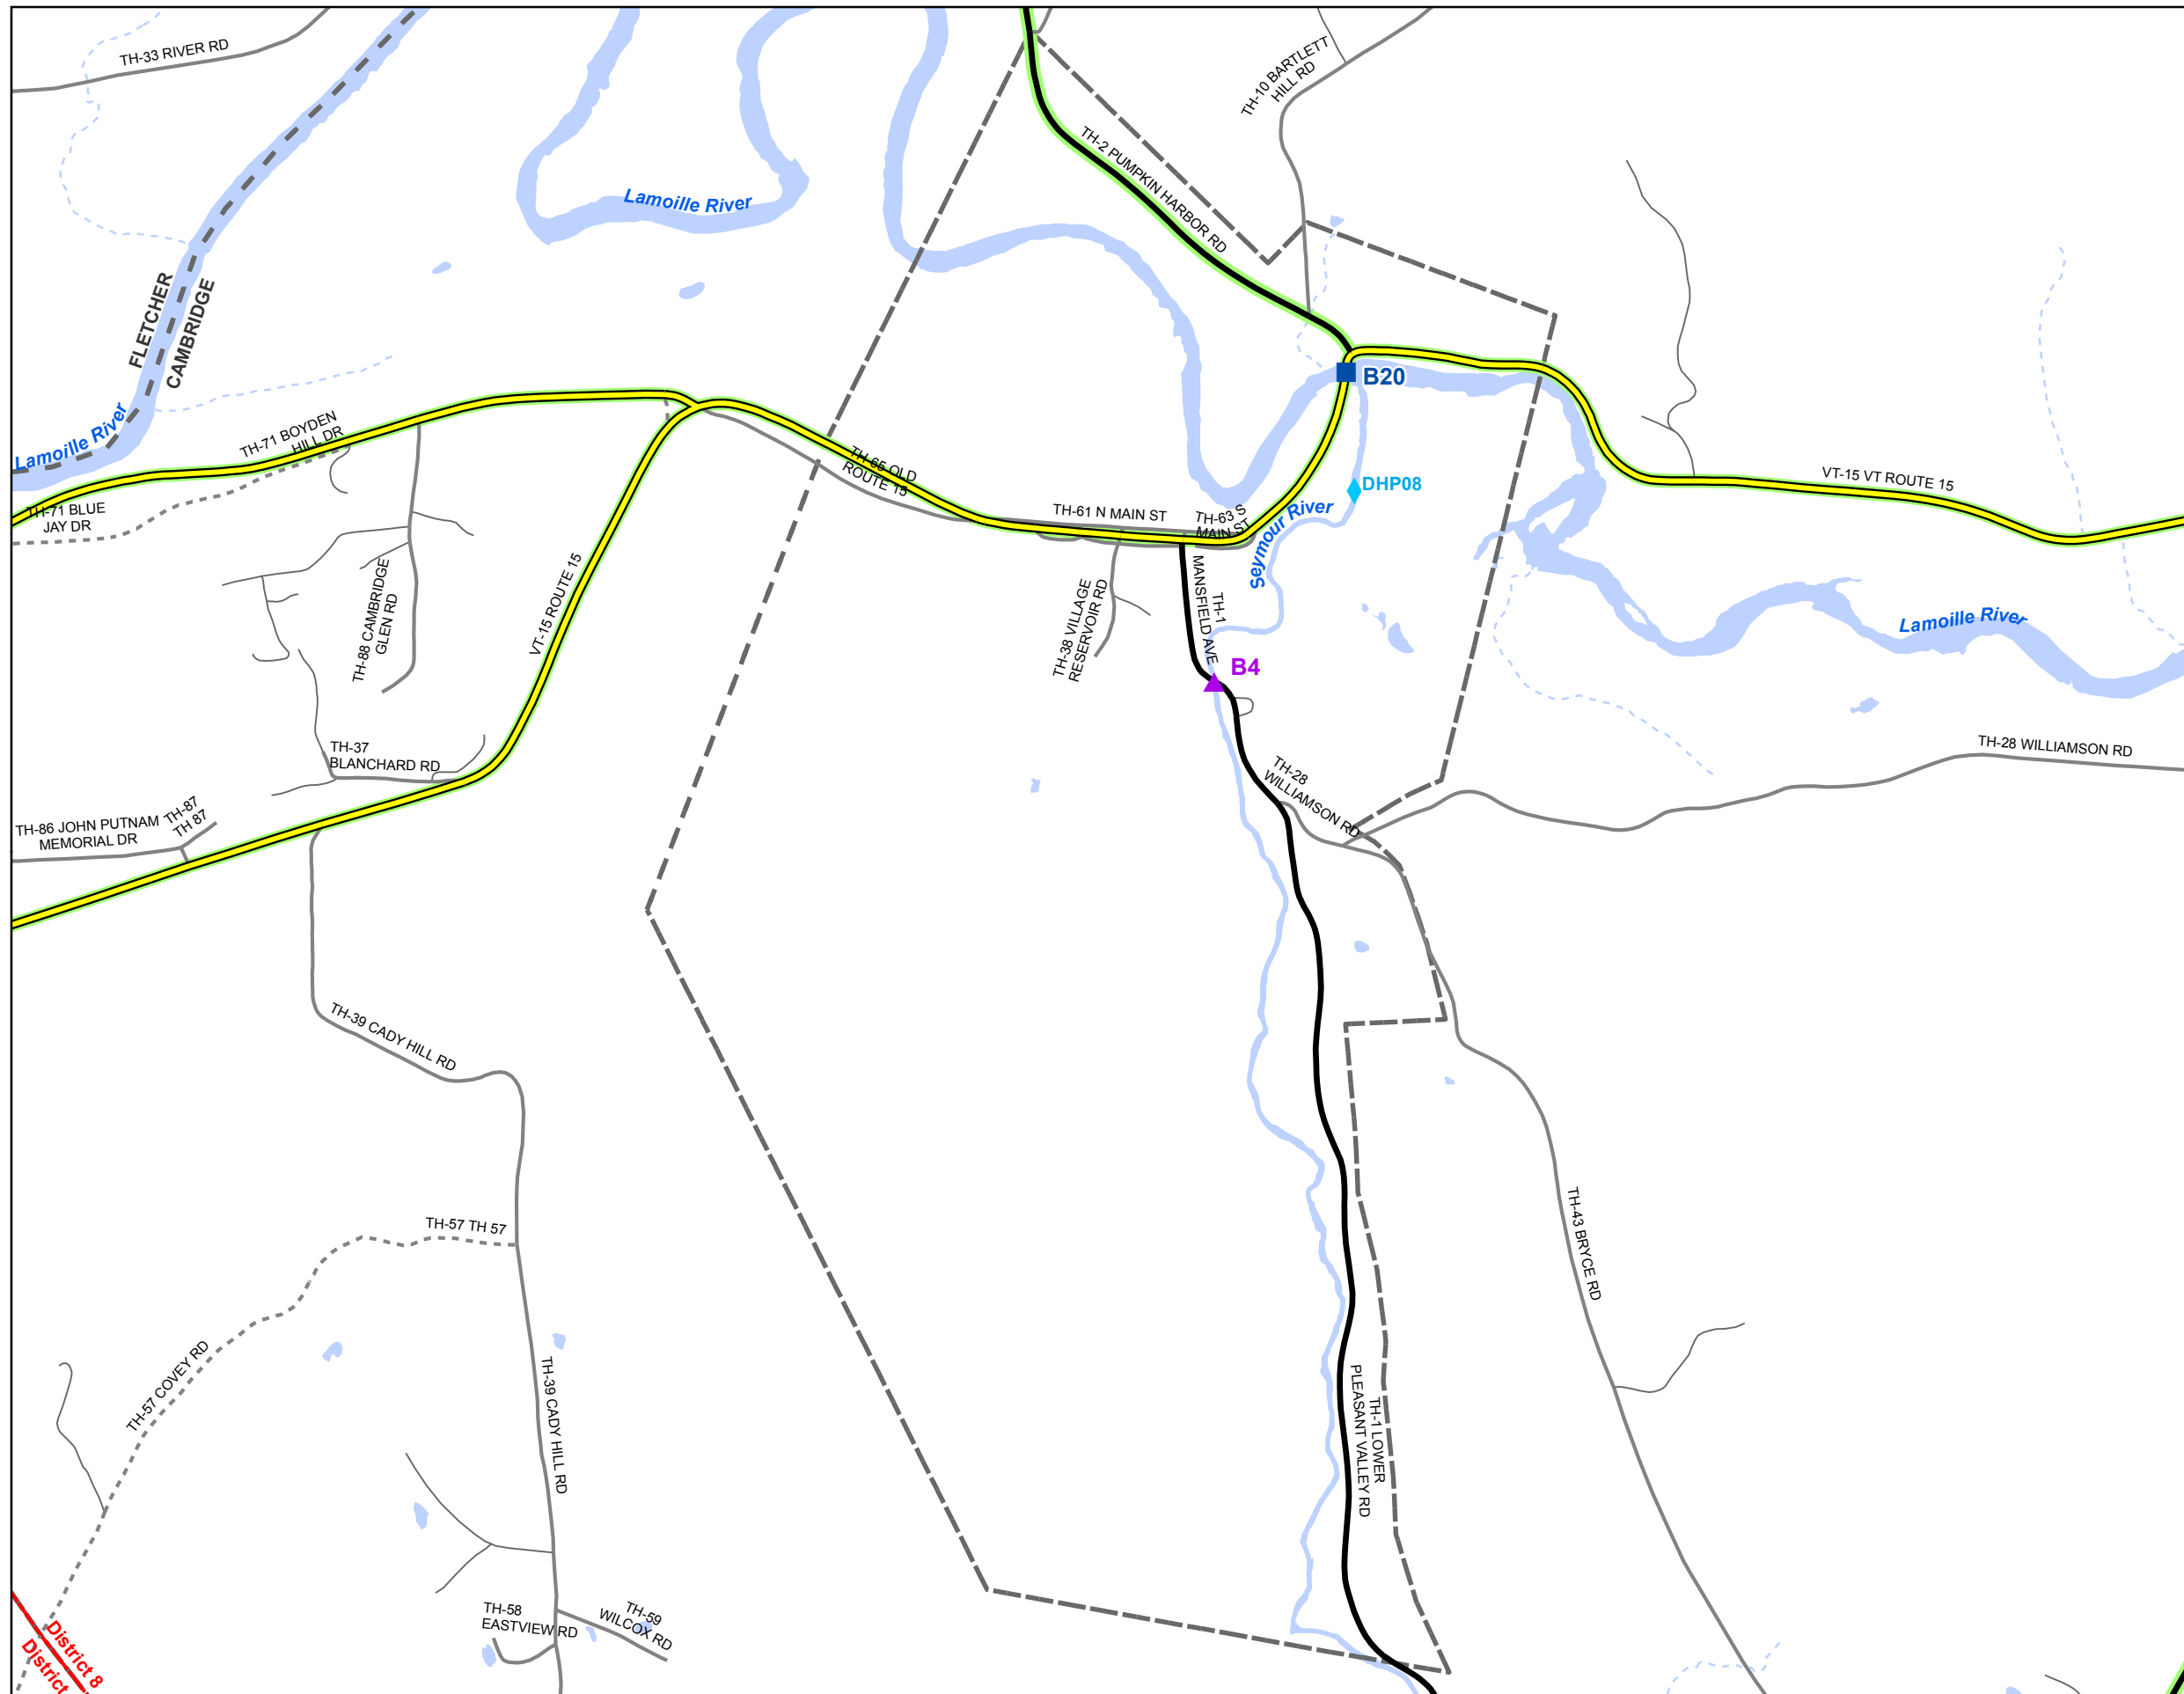 TH-33 RIVER RD
TH-10 BARTLETT
HILL RD
TH-2 PUMPKIN HARBOR RD
Lamoille River
FLETCHER
CAMBRIDGE
Lamoille River
TH-71 BOYDEN
HILL DR
B20
TH-65 OLD
ROUTE 15
DHP08
VT-15 VT ROUTE 15
TH-71 BLUE
JAY DR
TH-61 N MAIN ST
TH-63 S
MAIN ST
Seymour River
TH-88 CAMBRIDGE
GLEN RD
VT-15 ROUTE 15
TH-38 VILLAGE
RESERVOIR RD
TH-1
MANSFIELD AVE
Lamoille River
B4
TH-37
BLANCHARD RD
TH-28
WILLIAMSON RD
TH-28 WILLIAMSON RD
TH-86 JOHN PUTNAM
MEMORIAL DR
TH-87
TH 87
TH-39 CADY HILL RD
TH-57 TH 57
TH-43 BRYCE RD
TH-57 COVEY RD
TH-39 CADY HILL RD
TH-1 LOWER
PLEASANT VALLEY RD
TH-58
EASTVIEW RD
TH-59
WILCOX RD
District 8
District